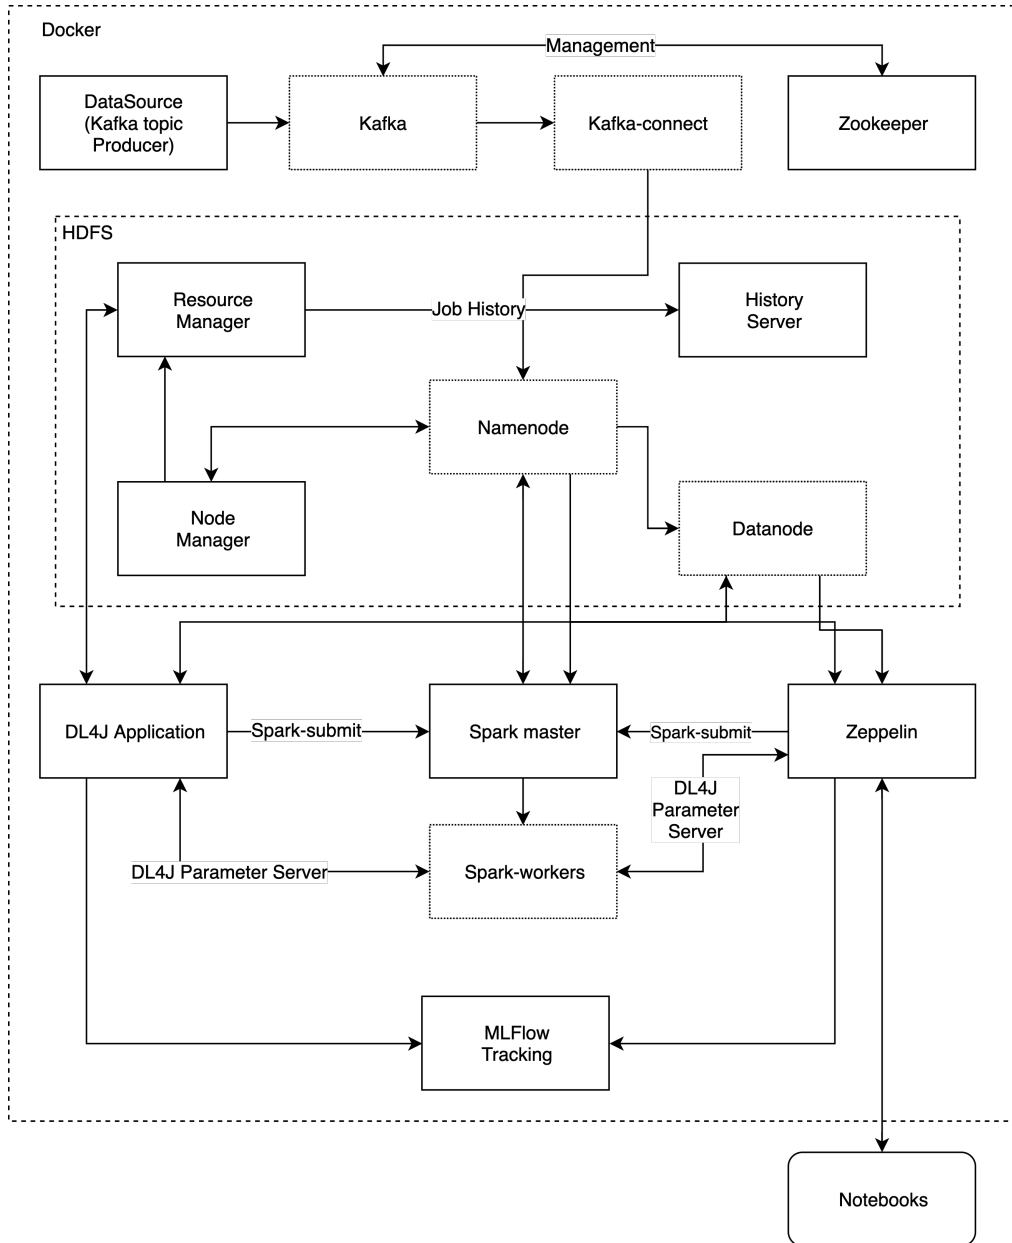 Docker
Management
DataSource
(Kafka topic
Producer)
Kafka
Kafka-connect
Zookeeper
HDFS
Resource
Manager
Job History
History
Server
Namenode
Node
Manager
Datanode
DL4J Application
Spark-submit
Spark master
Spark-submit
Zeppelin
DL4J
Parameter
Server
DL4J Parameter Server
Spark-workers
MLFlow
Tracking
Notebooks